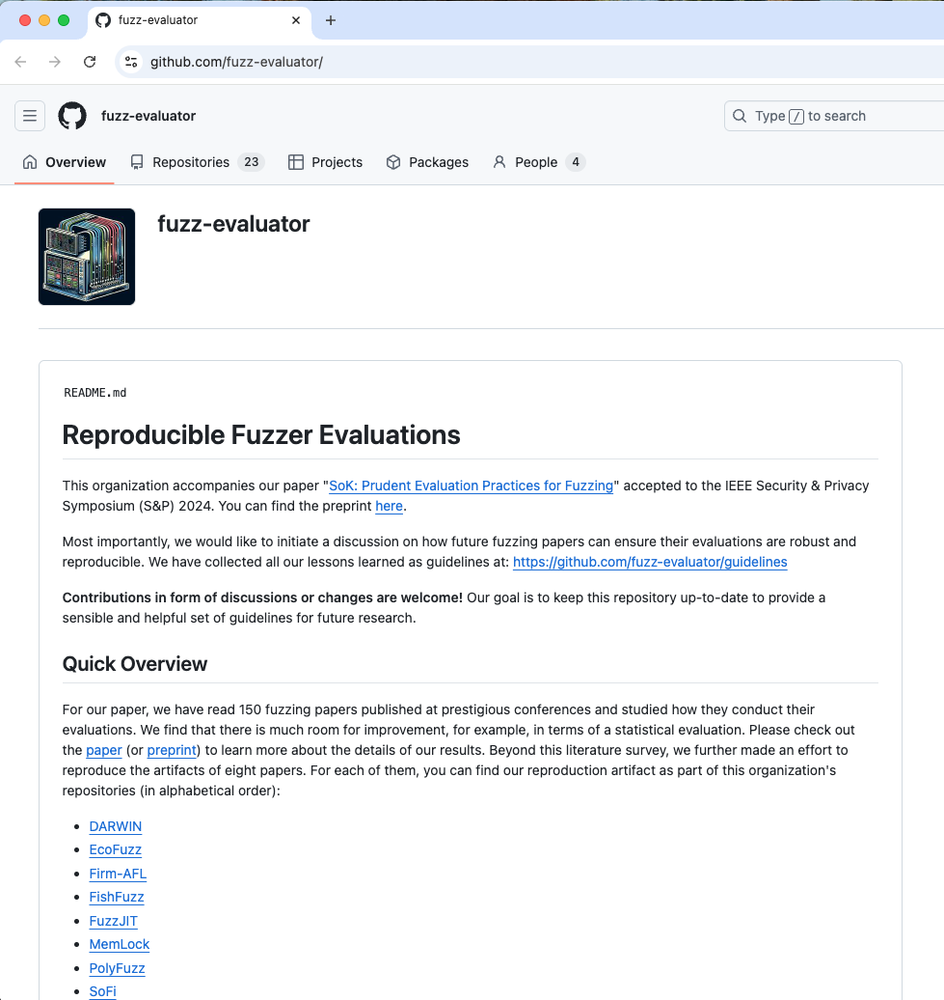 fuzz-evaluator
github.com/fuzz-evaluator/
fuzz-evaluator
Type / to search
Overview Repositories 23 Projects Packages People 4
fuzz-evaluator
README.md
Reproducible Fuzzer Evaluations
This organization accompanies our paper "SoK: Prudent Evaluation Practices for Fuzzing" accepted to the IEEE Security & Privacy
Symposium (S&P) 2024. You can find the preprint here.
Most importantly, we would like to initiate a discussion on how future fuzzing papers can ensure their evaluations are robust and
reproducible. We have collected all our lessons learned as guidelines at: https://github.com/fuzz-evaluator/guidelines
Contributions in form of discussions or changes are welcome! Our goal is to keep this repository up-to-date to provide a
sensible and helpful set of guidelines for future research.
Quick Overview
For our paper, we have read 150 fuzzing papers published at prestigious conferences and studied how they conduct their
evaluations. We find that there is much room for improvement, for example, in terms of a statistical evaluation. Please check out
the paper (or preprint) to learn more about the details of our results. Beyond this literature survey, we further made an effort to
reproduce the artifacts of eight papers. For each of them, you can find our reproduction artifact as part of this organization's
repositories (in alphabetical order):
• DARWIN
• EcoFuzz
• Firm-AFL
• FishFuzz
• FuzzJIT
• MemLock
• PolyFuzz
• SoFi